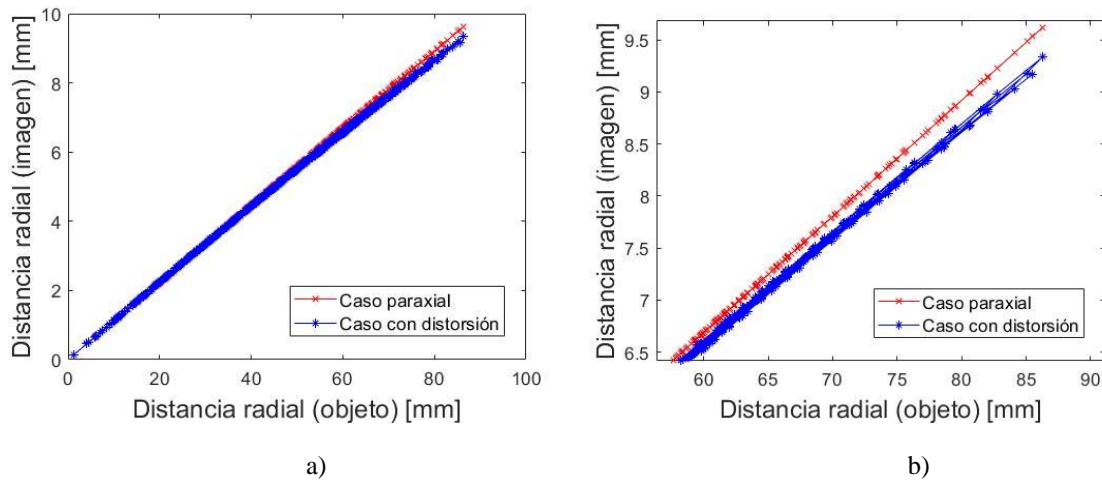 10
8
6
4
2
0
Distancia radial (imagen) [mm]
Caso paraxial
Caso con distorsión
0 20 40 60 80 100
Distancia radial (objeto) [mm]
a)
9.5
9
8.5
8
7.5
7
6.5
Distancia radial (imagen) [mm]
Caso paraxial
Caso con distorsión
60 65 70 75 80 85 90
Distancia radial (objeto) [mm]
b)